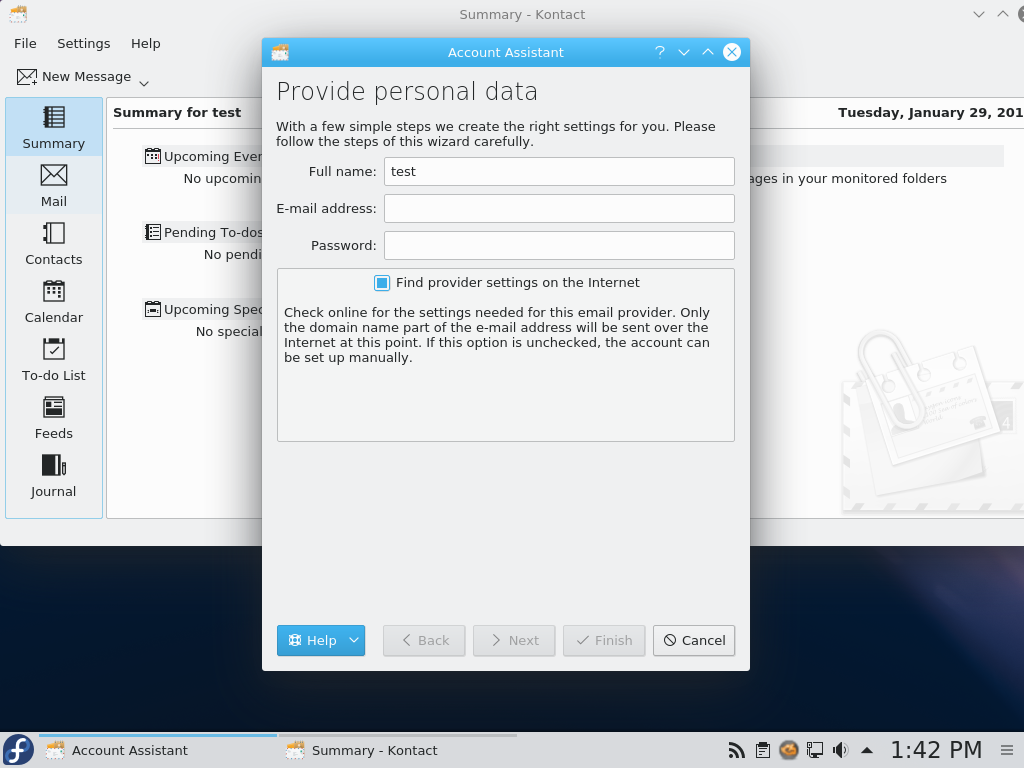 Summary - Kontact
File Settings Help
New Message
Account Assistant
Summary
Mail
Contacts
Calendar
To-do List
Feeds
Journal
Summary for test
Tuesday, January 29, 201
Upcoming Ever
No upcomin
ages in your monitored folders
Pending To-dos
No pendi
Upcoming Spec
No special
Provide personal data
With a few simple steps we create the right settings for you. Please
follow the steps of this wizard carefully.
Full name: test
E-mail address:
Password:
Find provider settings on the Internet
Check online for the settings needed for this email provider. Only
the domain name part of the e-mail address will be sent over the
Internet at this point. If this option is unchecked, the account can
be set up manually.
Help Back Next Finish Cancel
Account Assistant
Summary - Kontact
1:42 PM